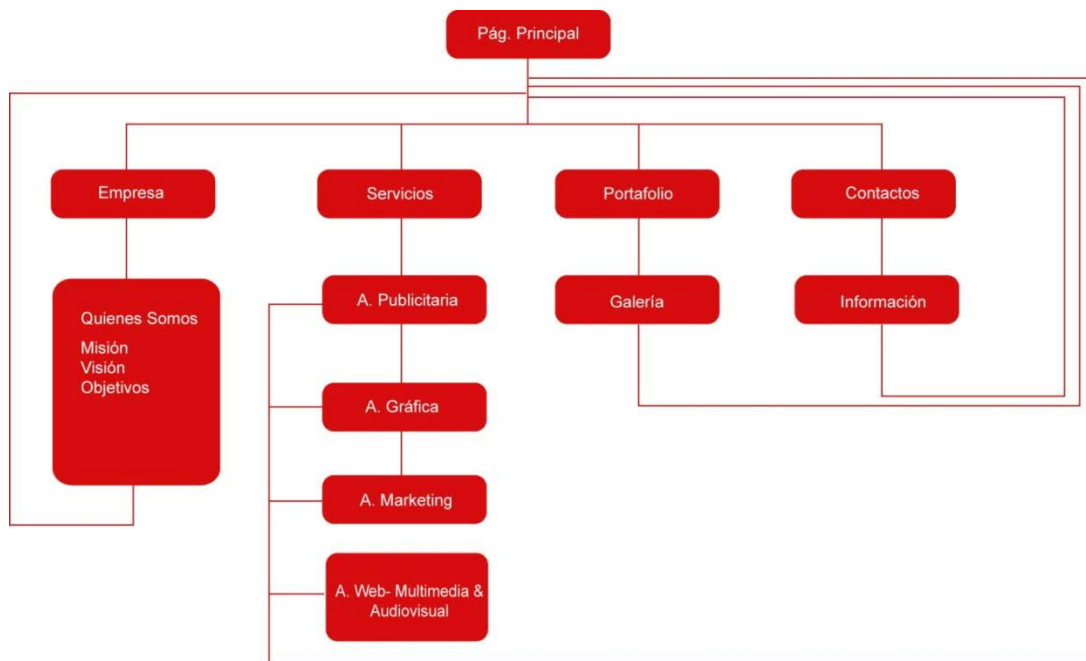 Pág. Principal
Empresa
Servicios
Portafolio
Contactos
Quienes Somos
Misión
Visión
Objetivos
A. Publicitaria
Galería
Información
A. Gráfica
A. Marketing
A. Web- Multimedia &
Audiovisual